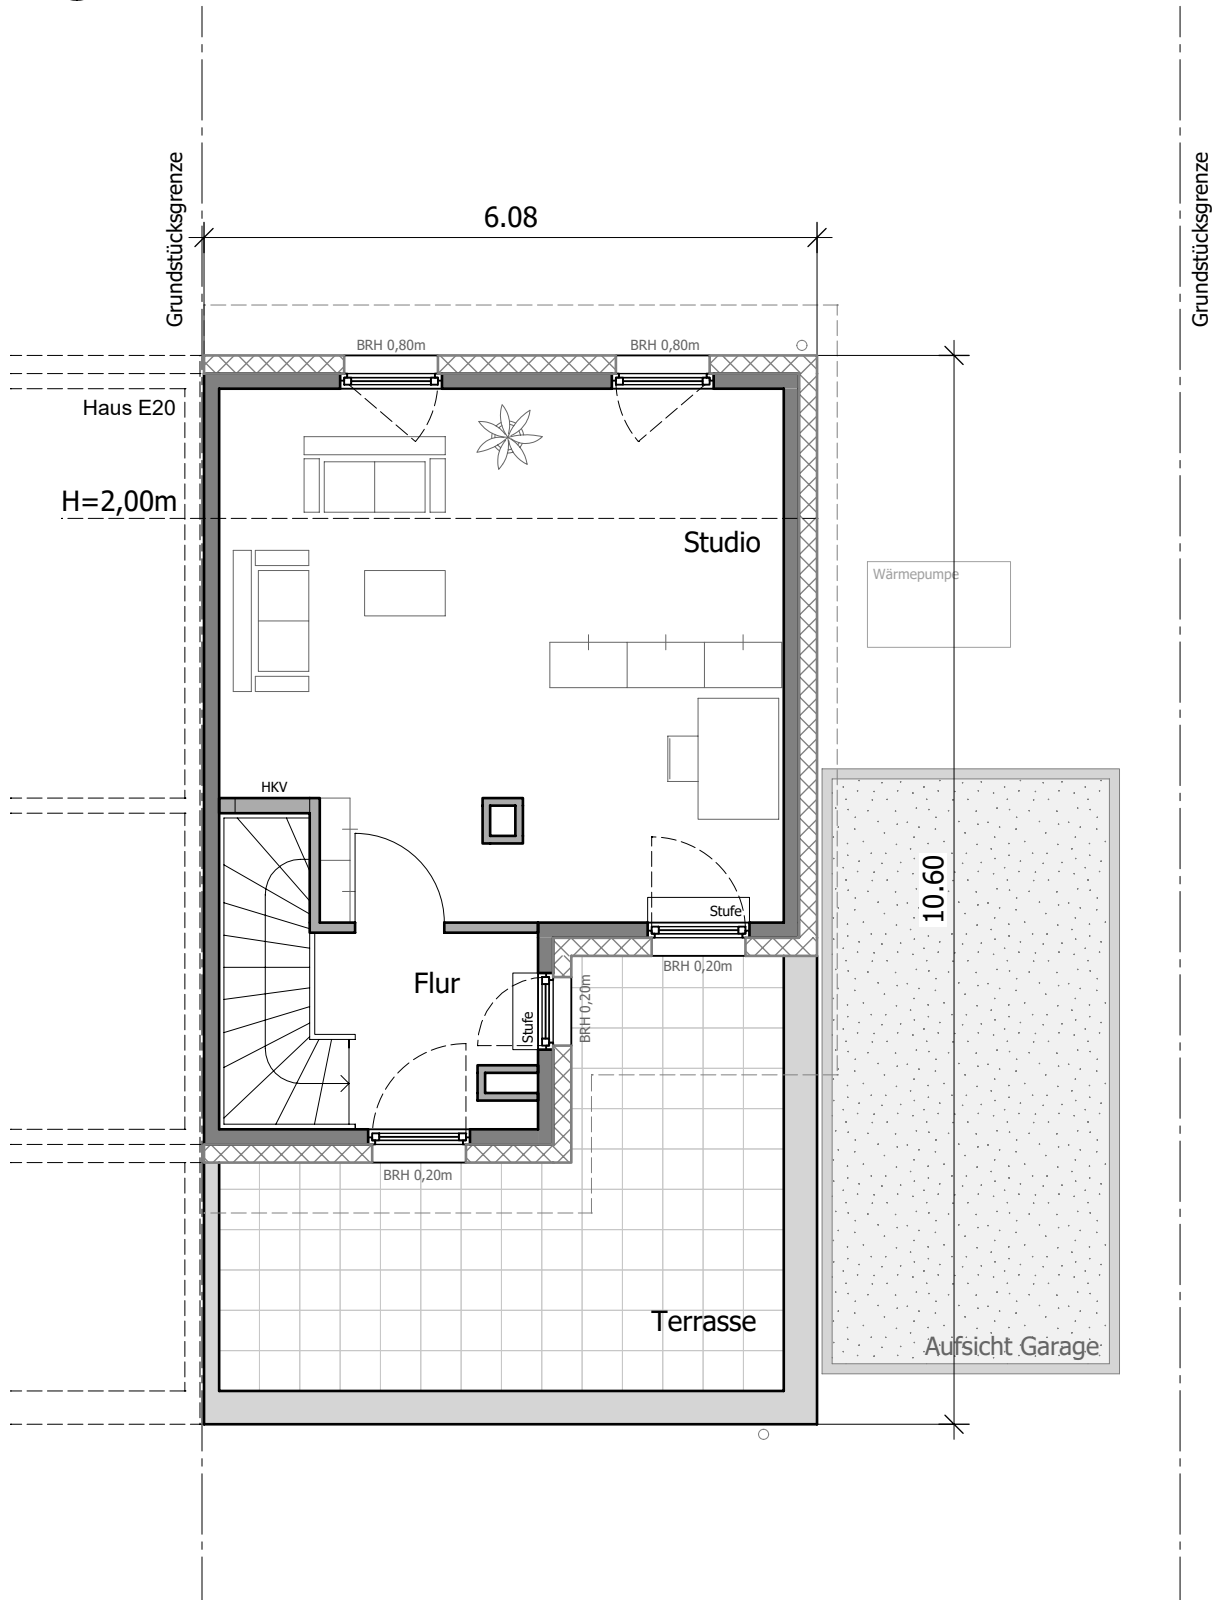 Grundstücksgrenze
Grundstücksgrenze
6.08
BRH 0,80m
BRH 0,80m
Haus E20
H=2,00m
Studio
Wärmepumpe
HKV
10.60
Stufe
BRH 0,20m
Flur
Stufe
BRH 0,20m
BRH 0,20m
Terrasse
Aufsicht Garage